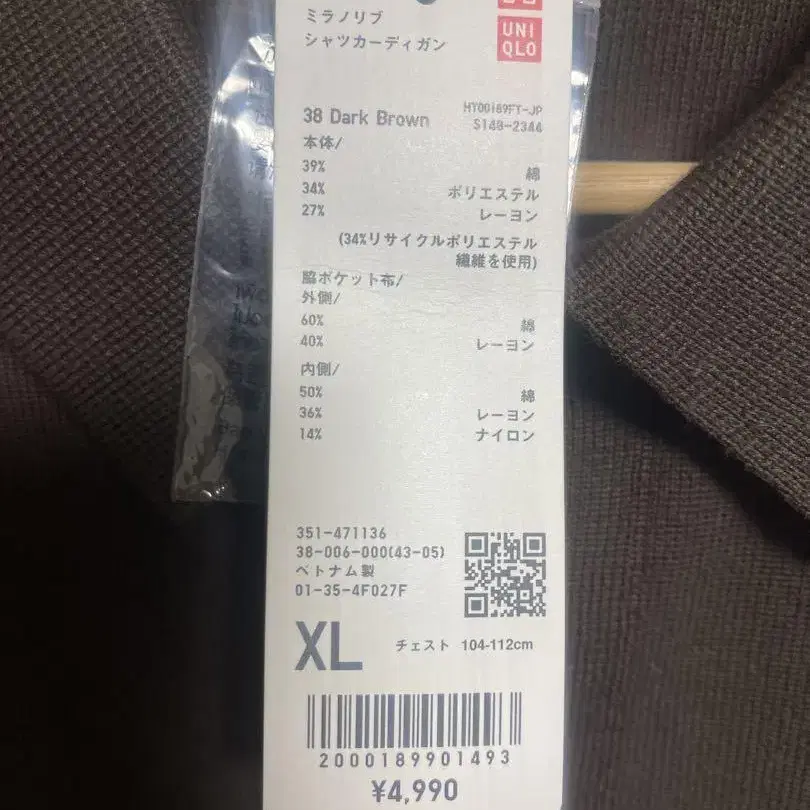 ミラノリブ
シャツカーディガン
UNI
QLO
38 Dark Brown
HY00189FY-JP
S148-2344
本体/
39% 綿
34% ポリエステル
27% レーヨン
(34%リサイクルポリエステル
繊維を使用)
脇ポケット布/
外側/
60% 綿
40% レーヨン
内側/
50% 綿
36% レーヨン
14% ナイロン
351-471136
38-006-000(43-05)
ベトナム製
01-35-4F027F
XL チェスト 104-112cm
2000189901493
¥4,990